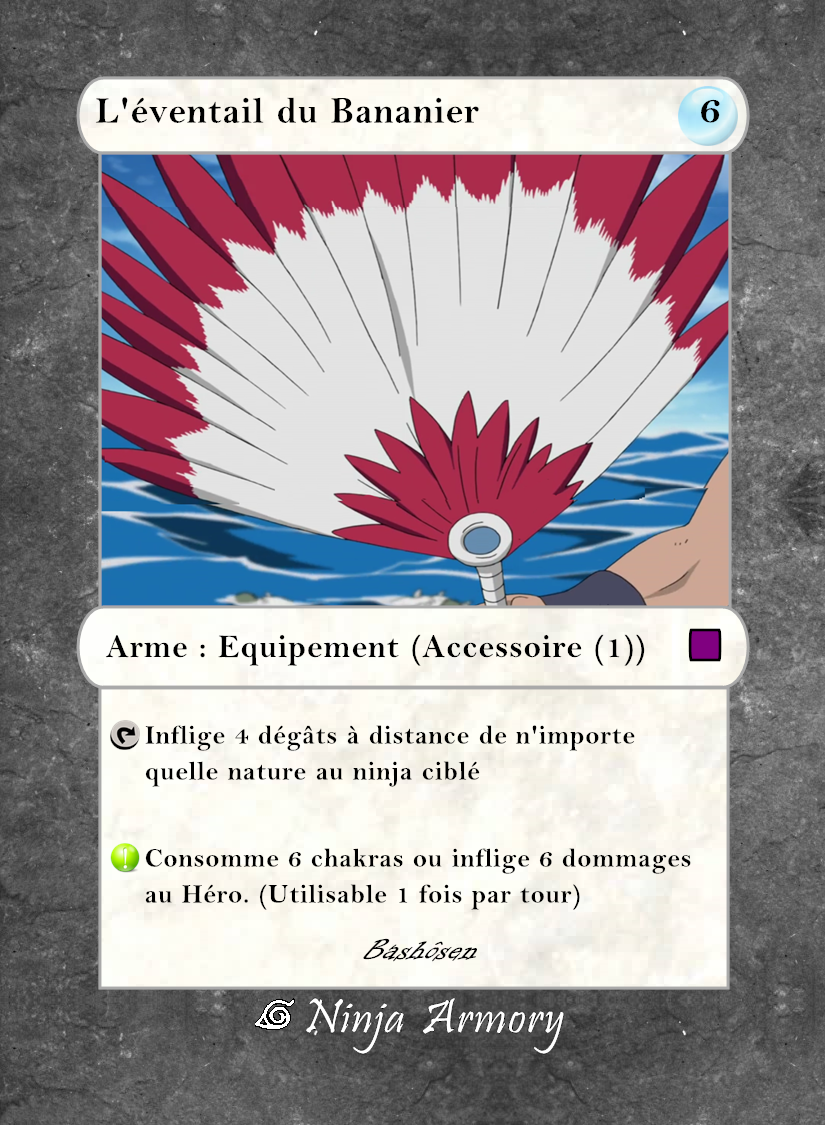 L'éventail du Bananier
6
Arme : Equipement (Accessoire (1))
Inflige 4 dégâts à distance de n'importe
quelle nature au ninja ciblé
Consomme 6 chakras ou inflige 6 dommages
au Héro. (Utilisable 1 fois par tour)
Bashôsen
Ninja Armory